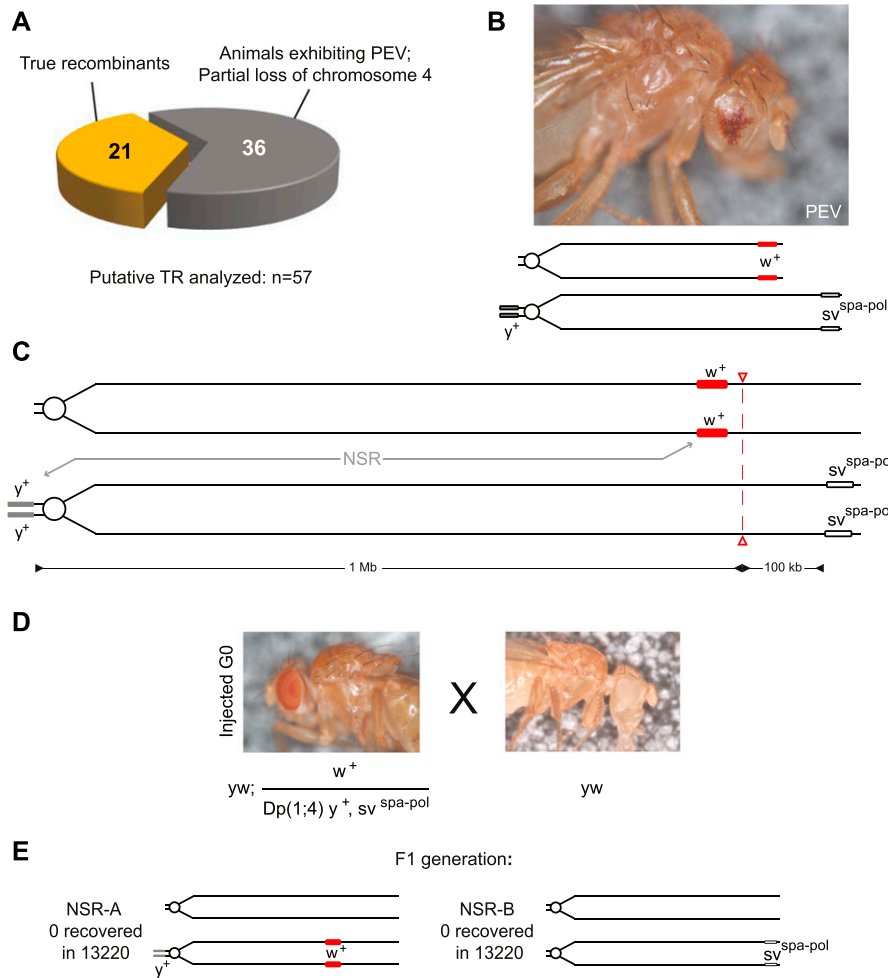 A
True recombinants
Animals exhibiting PEV;
Partial loss of chromosome 4
21
36
Putative TR analyzed: n=57
B
PEV
w+
sv spa-pol
y+
C
w+
w+
NSR
y+
y+
sv spa-po
sv spa-pol
1 Mb
100 kb
D
Injected G0
X
yw; w+
Dp(1;4) y+, sv spa-pol
yw
E
F1 generation:
NSR-A
0 recovered
in 13220
w+
y+
NSR-B
0 recovered
in 13220
sv spa-pol